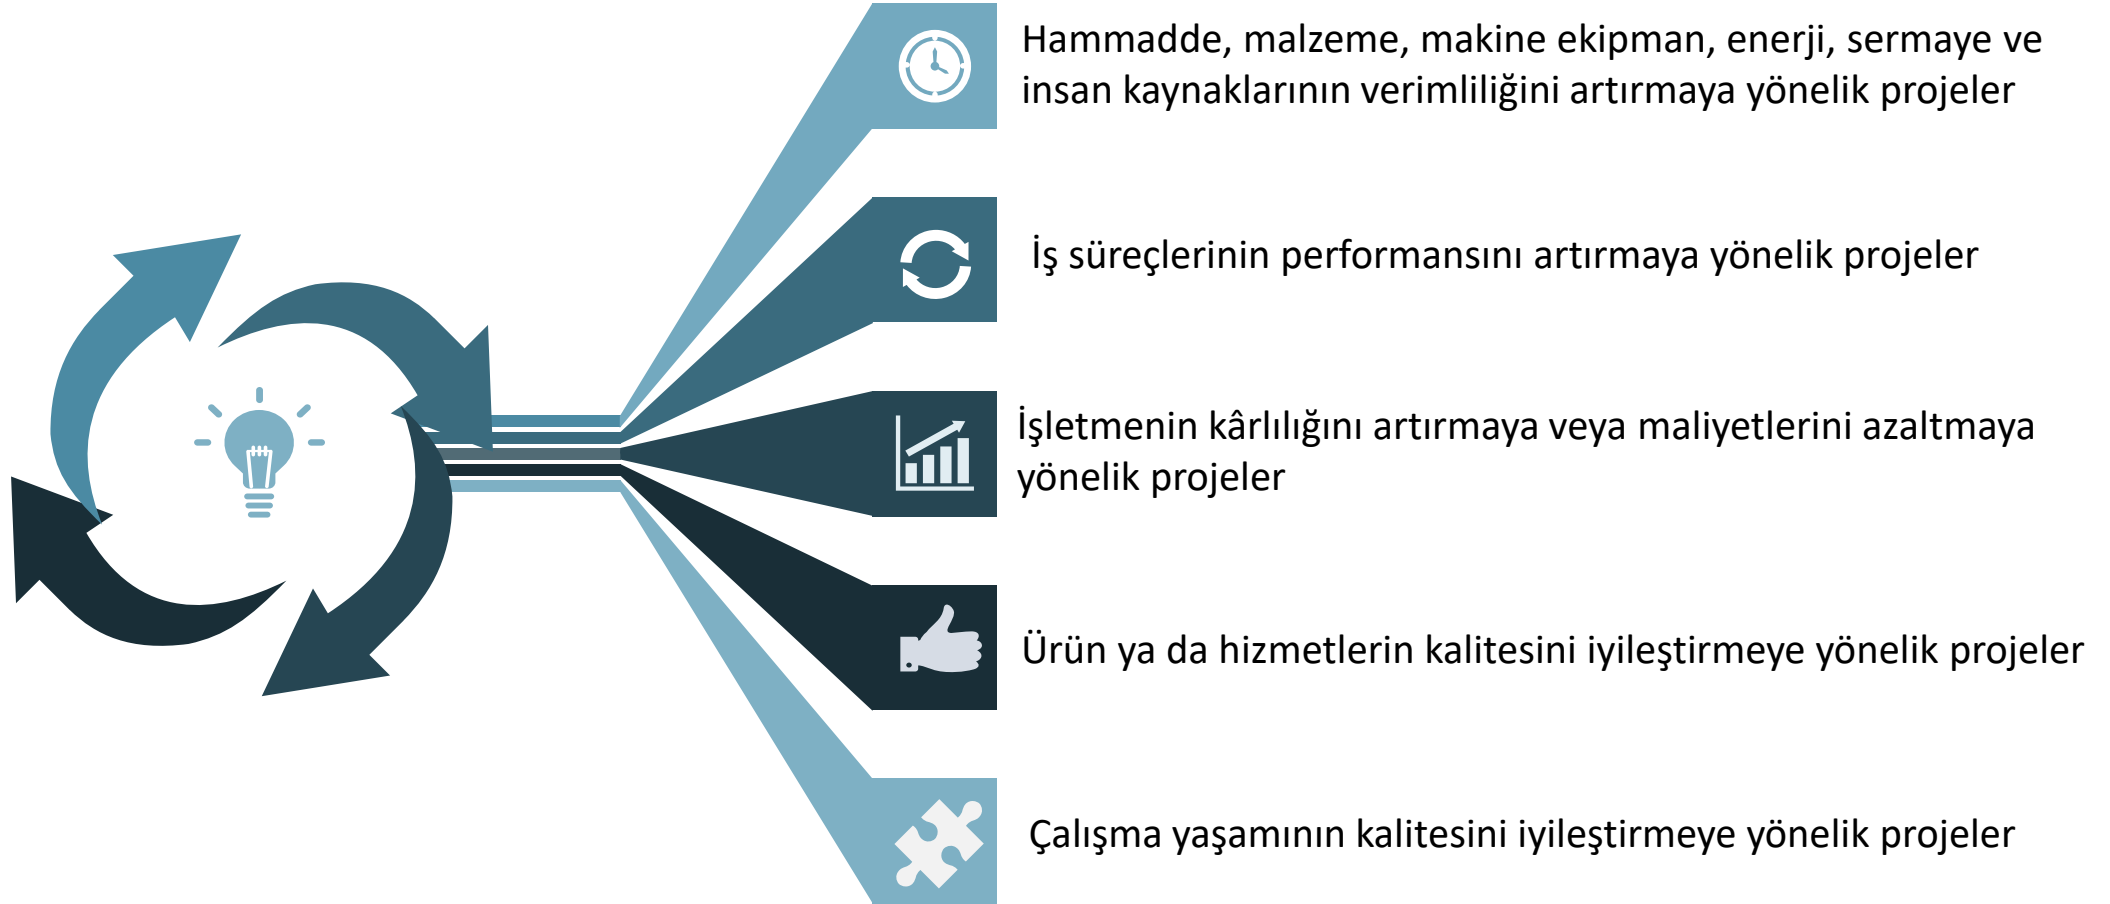 Hammadde, malzeme, makine ekipman, enerji, sermaye ve
insan kaynaklarının verimliliğini artırmaya yönelik projeler
İş süreçlerinin performansını artırmaya yönelik projeler
İşletmenin kârlılığını artırmaya veya maliyetlerini azaltmaya
yönelik projeler
Ürün ya da hizmetlerin kalitesini iyileştirmeye yönelik projeler
Çalışma yaşamının kalitesini iyileştirmeye yönelik projeler